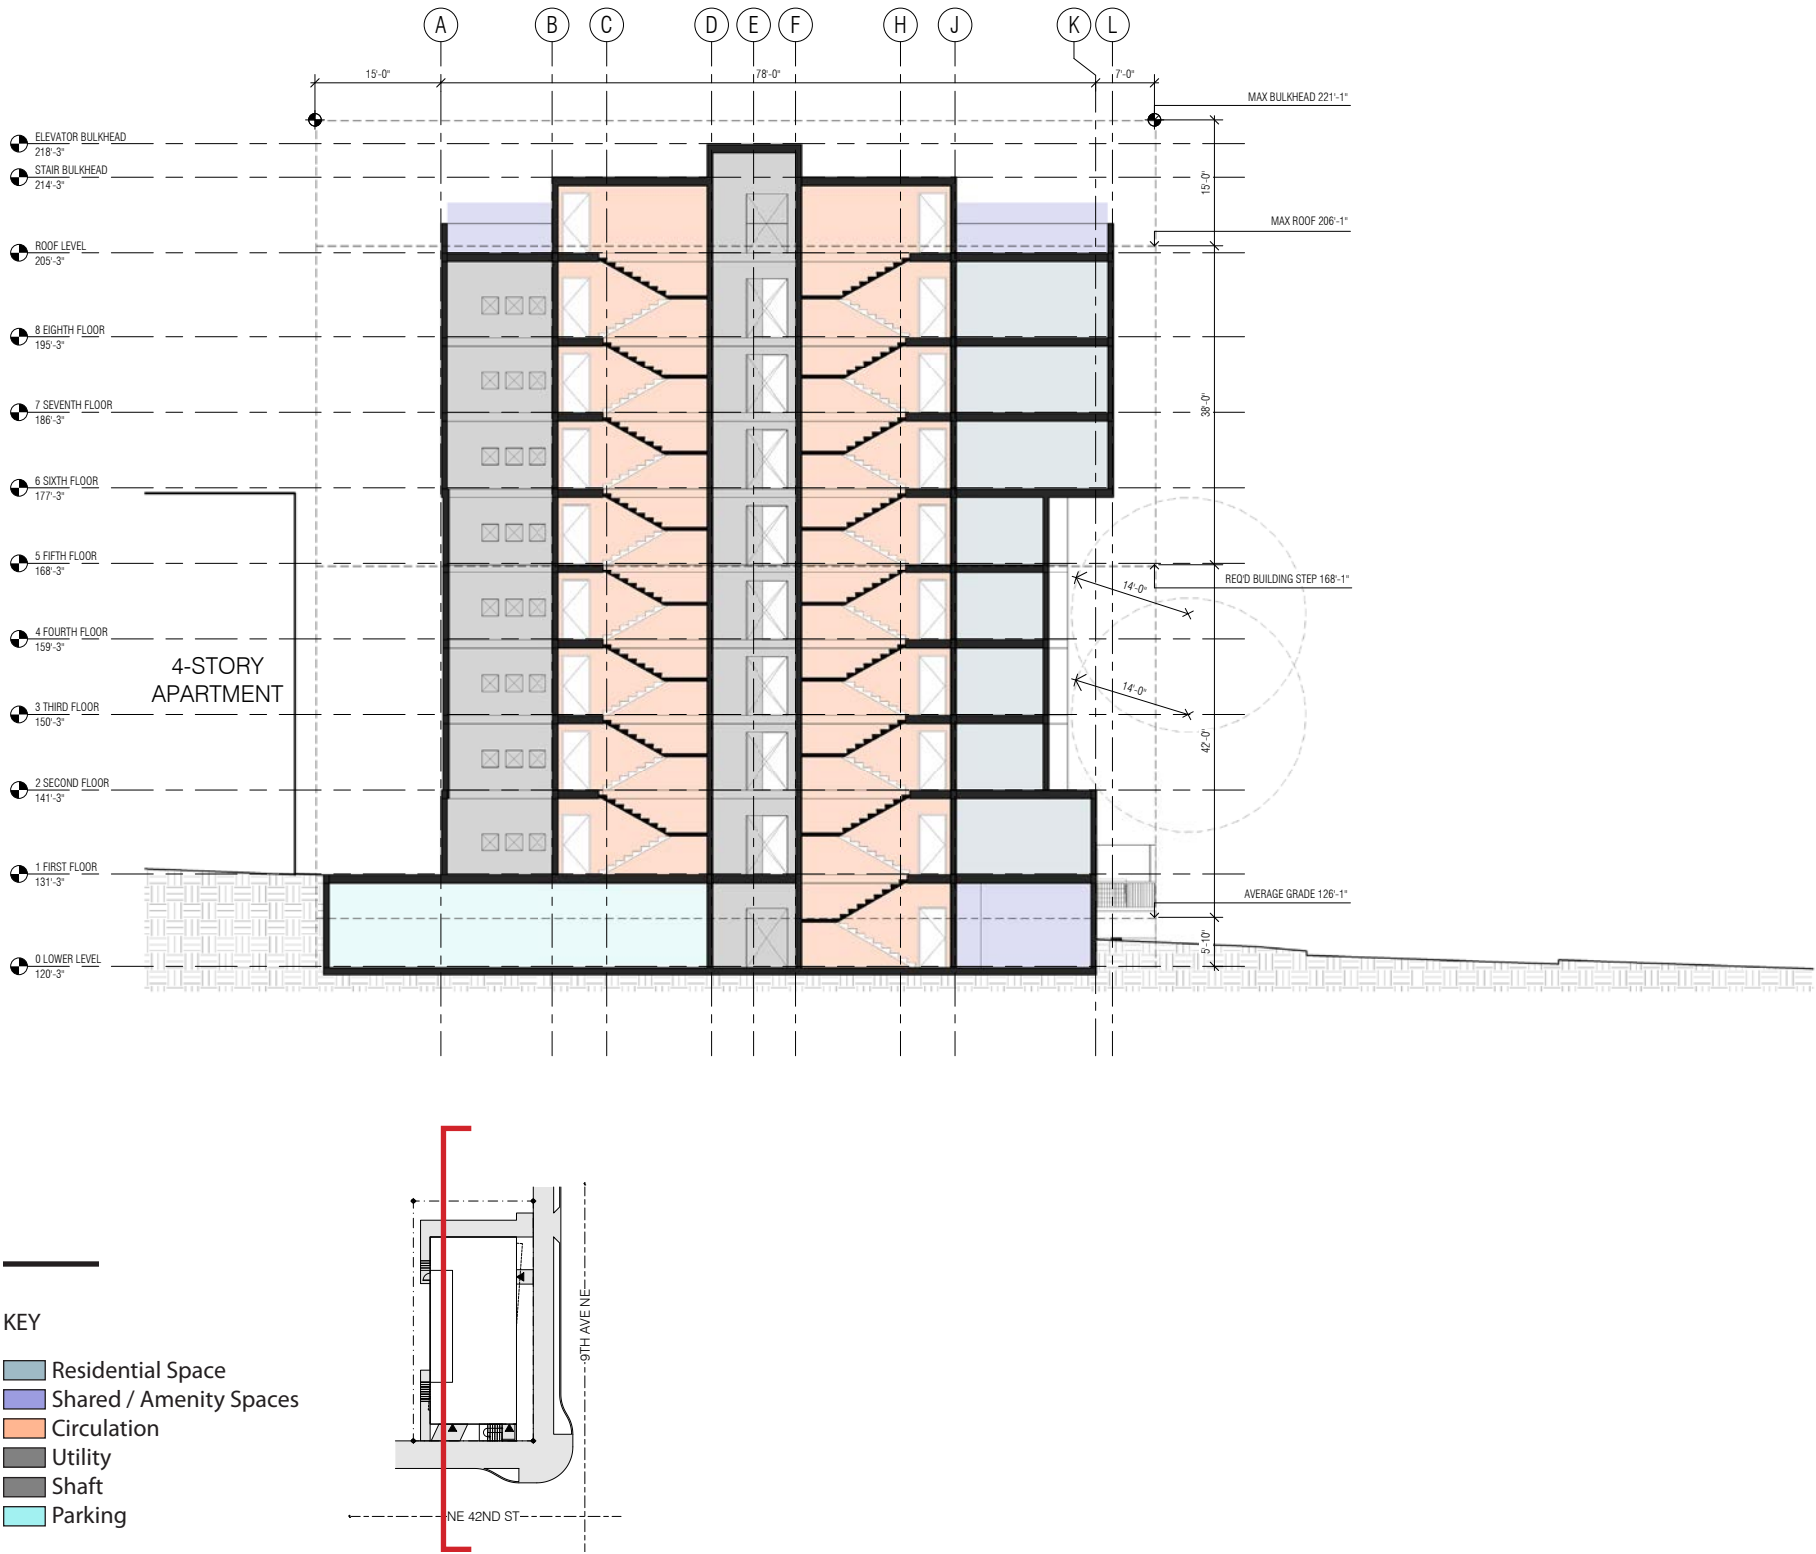 A B C D E F H J K L
15'-0" 78'-0" 7'-0"
MAX BULKHEAD 221'-1"
ELEVATOR BULKHEAD
218'-3"
STAIR BULKHEAD
214'-3"
15'-0"
MAX ROOF 206'-1"
ROOF LEVEL
205'-3"
8 EIGHTH FLOOR
195'-3"
38'-0"
7 SEVENTH FLOOR
186'-3"
6 SIXTH FLOOR
177'-3"
5 FIFTH FLOOR
168'-3"
REQ'D BUILDING STEP 168'-1"
14'-0"
4 FOURTH FLOOR
159'-3"
4-STORY
APARTMENT
14'-0"
3 THIRD FLOOR
150'-3"
42'-0"
2 SECOND FLOOR
141'-3"
1 FIRST FLOOR
131'-3"
AVERAGE GRADE 126'-1"
5'-10"
0 LOWER LEVEL
120'-3"
9TH AVE NE
NE 42ND ST
KEY
Residential Space
Shared / Amenity Spaces
Circulation
Utility
Shaft
Parking